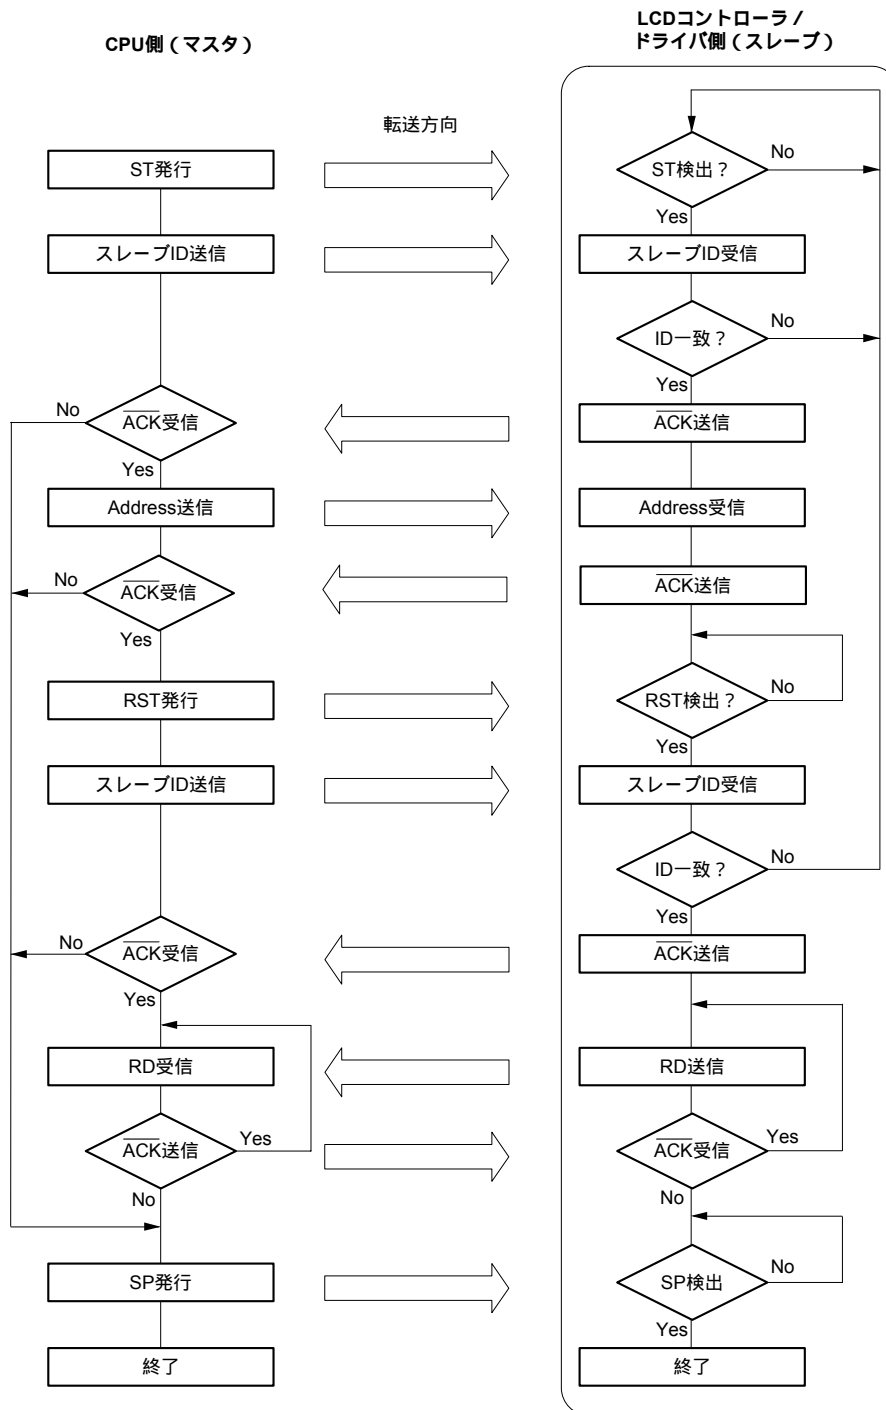 CPU側（マスタ）
LCDコントローラ /
ドライバ側（スレーブ）
転送方向
ST発行
ST検出？
No
Yes
スレーブID送信
スレーブID受信
ID一致？
No
Yes
No
ACK受信
ACK送信
Yes
Address送信
Address受信
No
ACK受信
ACK送信
Yes
RST発行
RST検出？
No
Yes
スレーブID送信
スレーブID受信
ID一致？
No
Yes
No
ACK受信
ACK送信
Yes
RD受信
RD送信
ACK送信
Yes
ACK受信
Yes
No
No
SP発行
SP検出
No
Yes
終了
終了